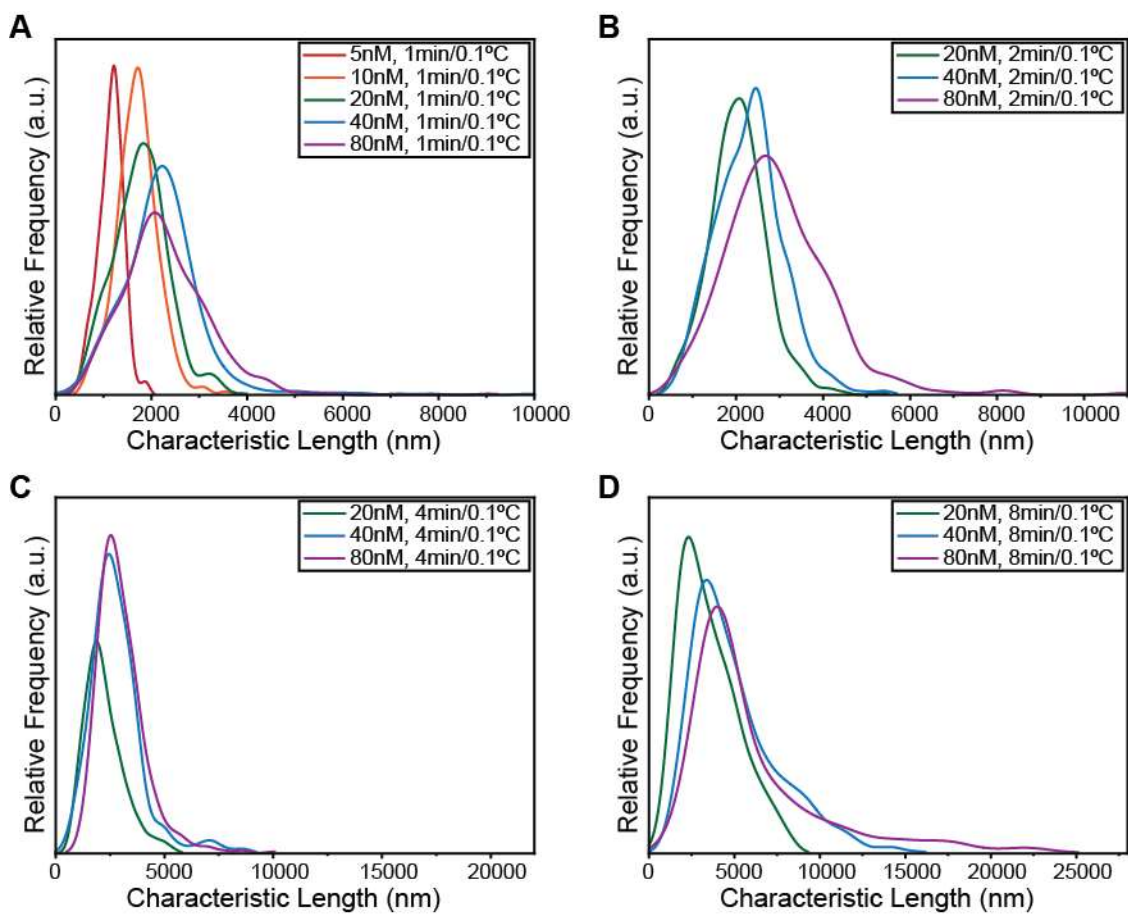 A
Relative Frequency (a.u.)
5nM, 1min/0.1ºC
10nM, 1min/0.1ºC
20nM, 1min/0.1ºC
40nM, 1min/0.1ºC
80nM, 1min/0.1ºC
0 2000 4000 6000 8000 10000
Characteristic Length (nm)
B
Relative Frequency (a.u.)
20nM, 2min/0.1ºC
40nM, 2min/0.1ºC
80nM, 2min/0.1ºC
0 2000 4000 6000 8000 10000
Characteristic Length (nm)
C
Relative Frequency (a.u.)
20nM, 4min/0.1ºC
40nM, 4min/0.1ºC
80nM, 4min/0.1ºC
0 5000 10000 15000 20000
Characteristic Length (nm)
D
Relative Frequency (a.u.)
20nM, 8min/0.1ºC
40nM, 8min/0.1ºC
80nM, 8min/0.1ºC
0 5000 10000 15000 20000 25000
Characteristic Length (nm)